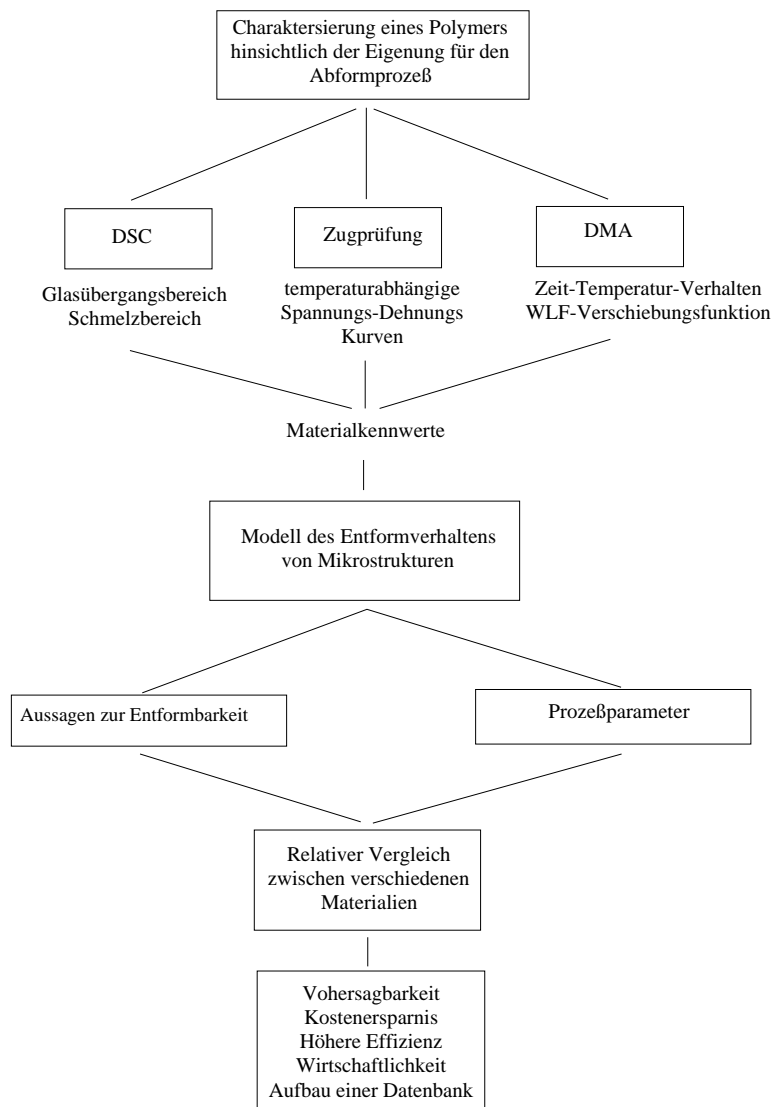 Charaktersierung eines Polymers
hinsichtlich der Eigenung für den
Abformprozeß
DSC
Zugprüfung
DMA
Glasübergangsbereich
Schmelzbereich
temperaturabhängige
Spannungs-Dehnungs
Kurven
Zeit-Temperatur-Verhalten
WLF-Verschiebungsfunktion
Materialkennwerte
Modell des Entformverhaltens
von Mikrostrukturen
Aussagen zur Entformbarkeit
Prozeßparameter
Relativer Vergleich
zwischen verschiedenen
Materialien
Vohersagbarkeit
Kostenersparnis
Höhere Effizienz
Wirtschaftlichkeit
Aufbau einer Datenbank